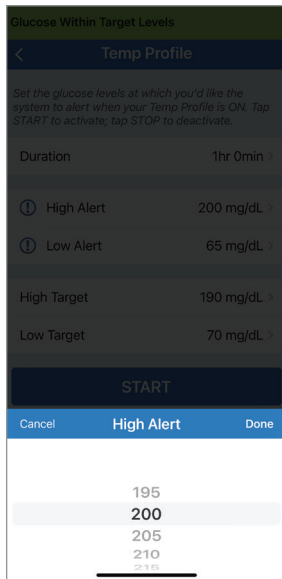 Glucose Within Target Levels
Temp Profile
Set the glucose levels at which you'd like the
system to alert when your Temp Profile is ON. Tap
START to activate; tap STOP to deactivate.
Duration 1hr 0min
High Alert 200 mg/dL
Low Alert 65 mg/dL
High Target 190 mg/dL
Low Target 70 mg/dL
START
Cancel High Alert Done
195
200
205
210
215